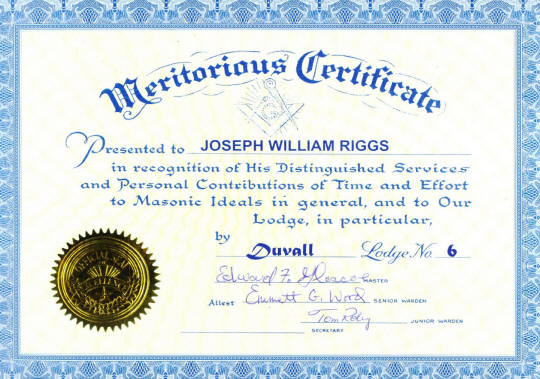 Meritorious Certificate
Presented to JOSEPH WILLIAM RIGGS
in recognition of His Distinguished Services
and Personal Contributions of Time and Effort
to Masonic Ideals in general, and to Our
Lodge, in particular,
by
Duvall Lodge No. 6
Edward F. MASTER
Attest Emmett G. Wood SENIOR WARDEN
Tom JUNIOR WARDEN
SECRETARY